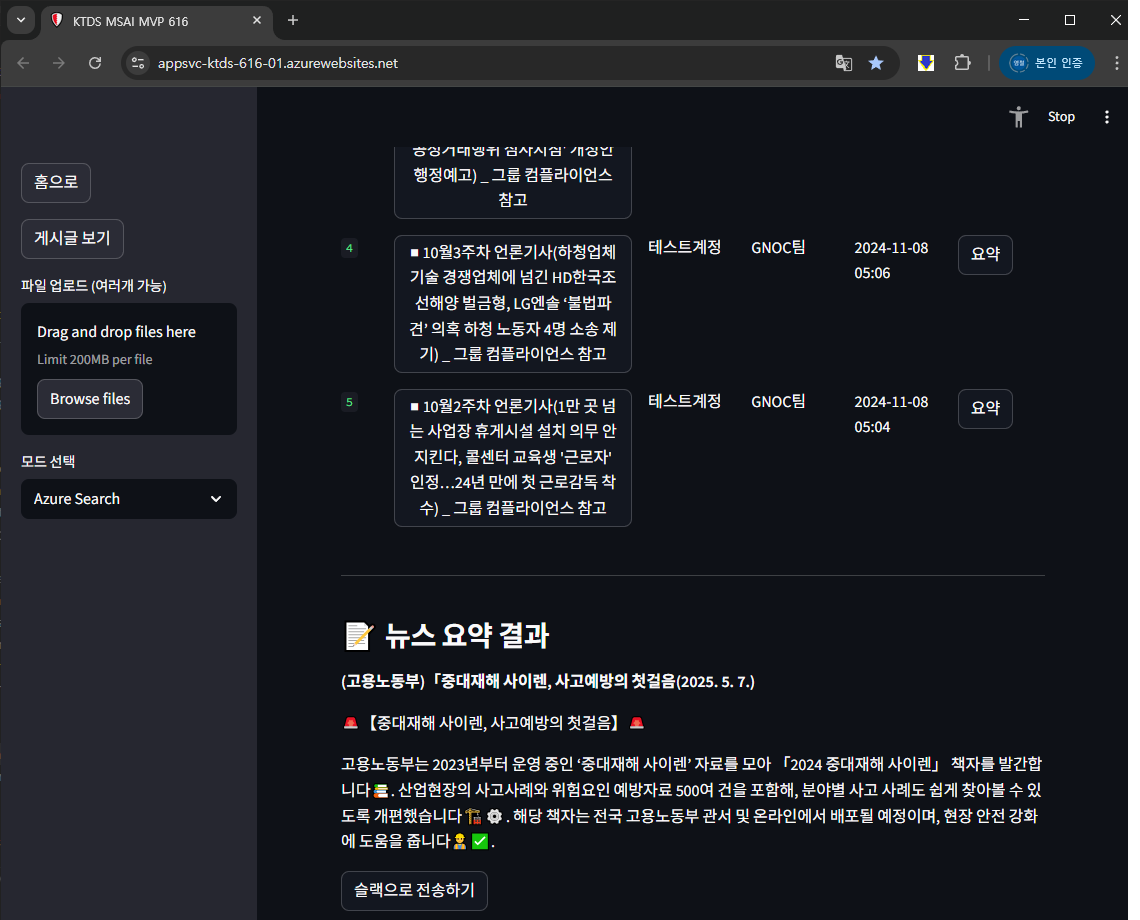 KTDS MSAI MVP 616
appsvc-ktds-616-01.azurewebsites.net
본인 인증
Stop
홈으로
게시글 보기
파일 업로드 (여러개 가능)
Drag and drop files here
Limit 200MB per file
Browse files
모드 선택
Azure Search
공정거래행위 심사지침’ 개정안
행정예고) _ 그룹 컴플라이언스
참고
4
■ 10월3주차 언론기사(하청업체
기술 경쟁업체에 넘긴 HD한국조
선해양 벌금형, LG엔솔 ‘불법파
견’ 의혹 하청 노동자 4명 소송 제
기) _ 그룹 컴플라이언스 참고
테스트계정
GNOC팀
2024-11-08
05:06
요약
5
■ 10월2주차 언론기사(1만 곳 넘
는 사업장 휴게시설 설치 의무 안
지킨다, 콜센터 교육생 '근로자'
인정…24년 만에 첫 근로감독 착
수) _ 그룹 컴플라이언스 참고
테스트계정
GNOC팀
2024-11-08
05:04
요약
뉴스 요약 결과
(고용노동부)「중대재해 사이렌, 사고예방의 첫걸음(2025. 5. 7.)
🚨【중대재해 사이렌, 사고예방의 첫걸음】🚨
고용노동부는 2023년부터 운영 중인 ‘중대재해 사이렌’ 자료를 모아 「2024 중대재해 사이렌」 책자를 발간합
니다📚. 산업현장의 사고사례와 위험요인 예방자료 500여 건을 포함해, 분야별 사고 사례도 쉽게 찾아볼 수 있
도록 개편했습니다🏗️⚙️. 해당 책자는 전국 고용노동부 관서 및 온라인에서 배포될 예정이며, 현장 안전 강화
에 도움을 줍니다👷✅.
슬랙으로 전송하기